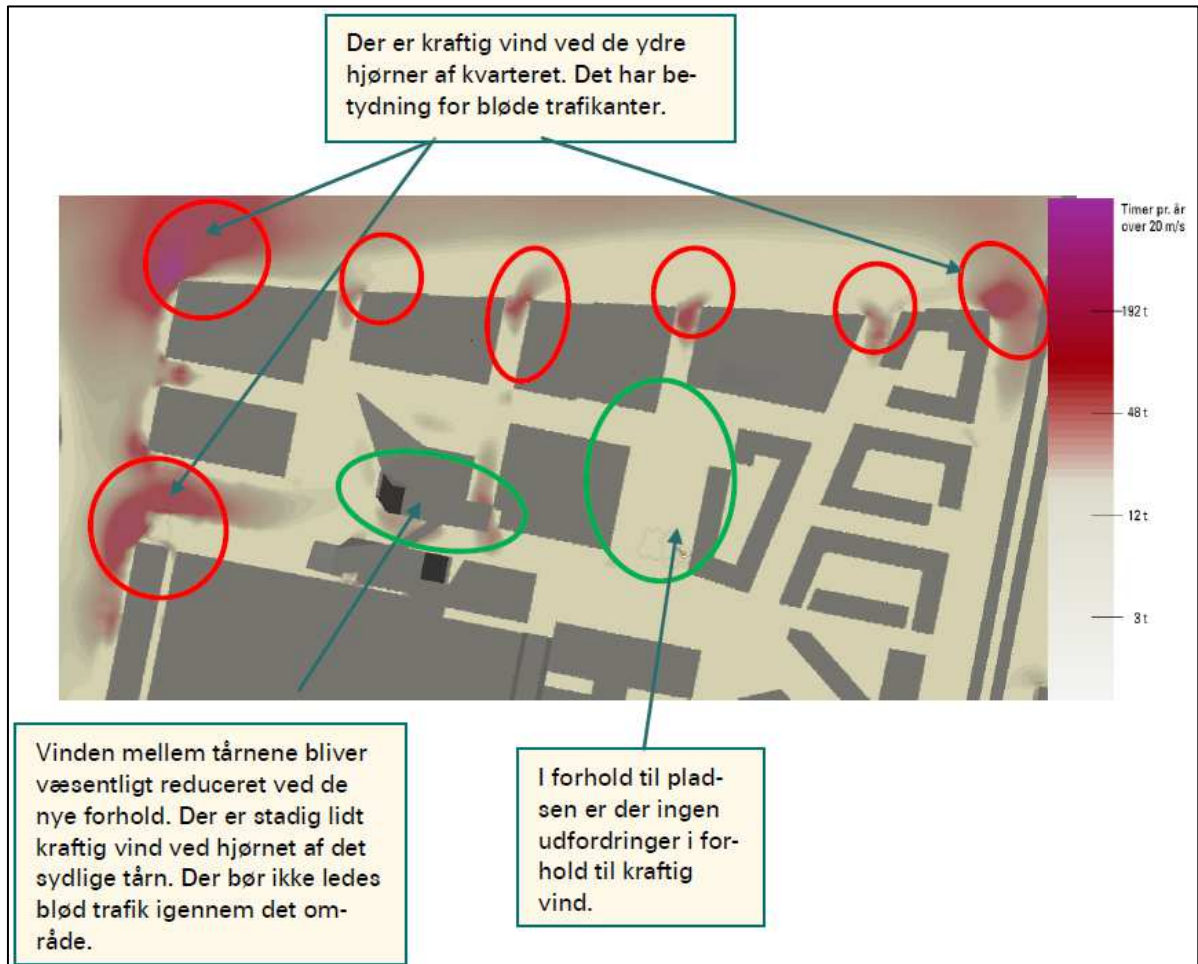 Der er kraftig vind ved de ydre
hjørner af kvarteret. Det har be-
tydning for bløde trafikanter.
Timer pr. år
over 20 m/s
192 t
48 t
12 t
3 t
Vinden mellem tårnene bliver
væsentligt reduceret ved de
nye forhold. Der er stadig lidt
kraftig vind ved hjørnet af det
sydlige tårn. Der bør ikke ledes
blød trafik igennem det om-
råde.
I forhold til plad-
sen er der ingen
udfordringer i for-
hold til kraftig
vind.